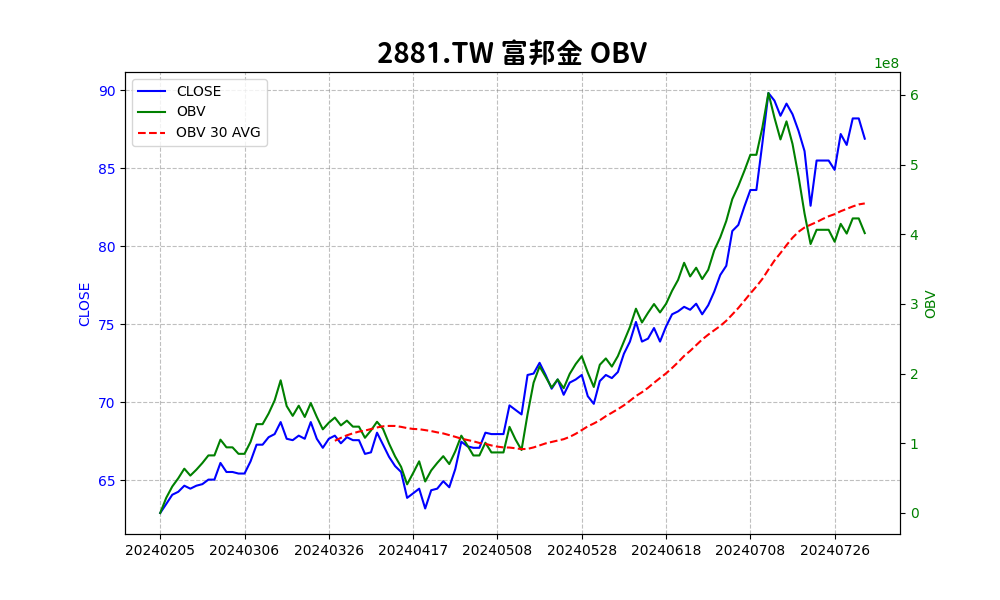 2881.TW 富邦金 OBV
1e8
CLOSE
OBV
OBV 30 AVG
90
85
80
75
70
65
CLOSE
6
5
4
3
2
1
0
OBV
20240205 20240306 20240326 20240417 20240508 20240528 20240618 20240708 20240726